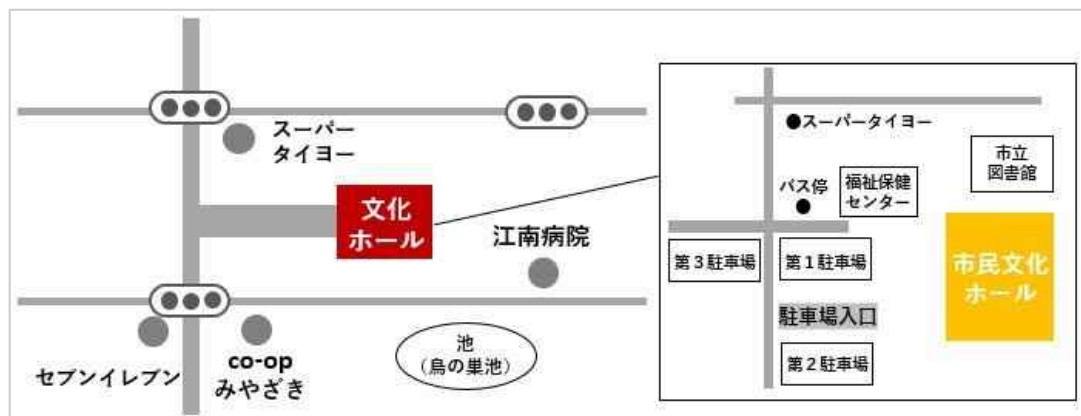 スーパー
タイヨー
文化
ホール
江南病院
セブンイレブン
co-op
みやざき
池
(鳥の巣池)
スーパータイヨー
市立
図書館
バス停
福祉保健
センター
第3駐車場
第1駐車場
市民文化
ホール
駐車場入口
第2駐車場